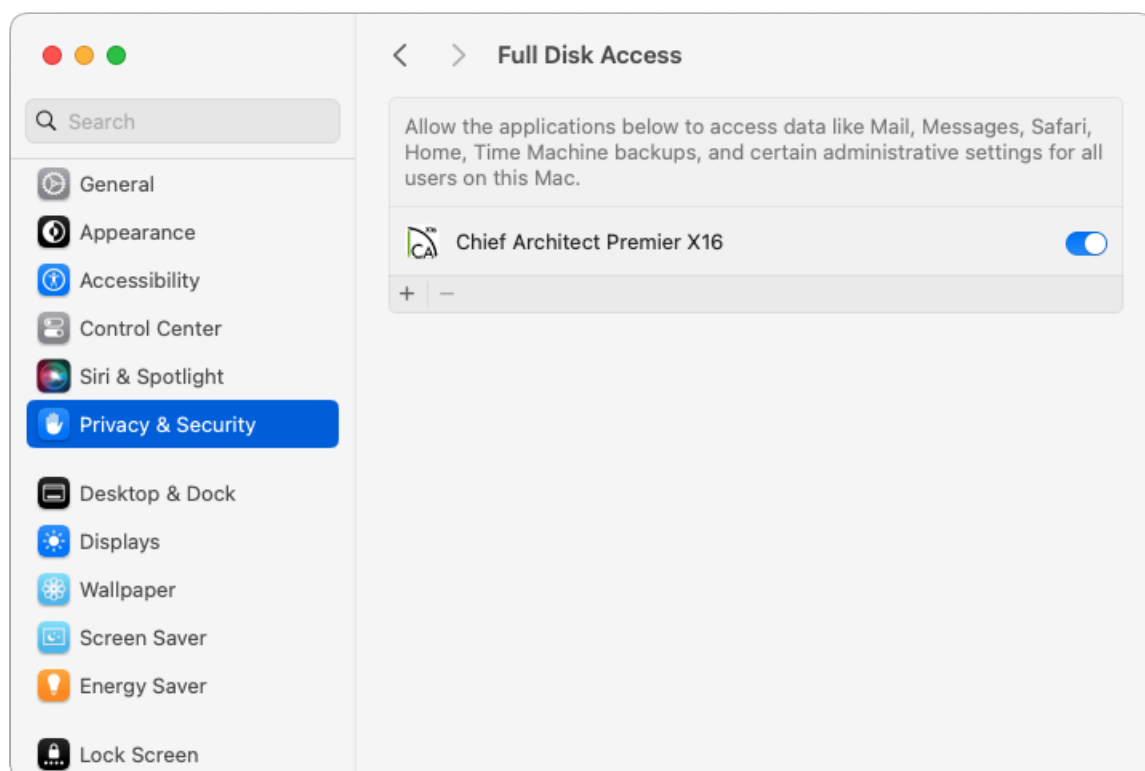 Full Disk Access
Search
General
Appearance
Accessibility
Control Center
Siri & Spotlight
Privacy & Security
Desktop & Dock
Displays
Wallpaper
Screen Saver
Energy Saver
Lock Screen
Allow the applications below to access data like Mail, Messages, Safari,
Home, Time Machine backups, and certain administrative settings for all
users on this Mac.
X16
CA
Chief Architect Premier X16